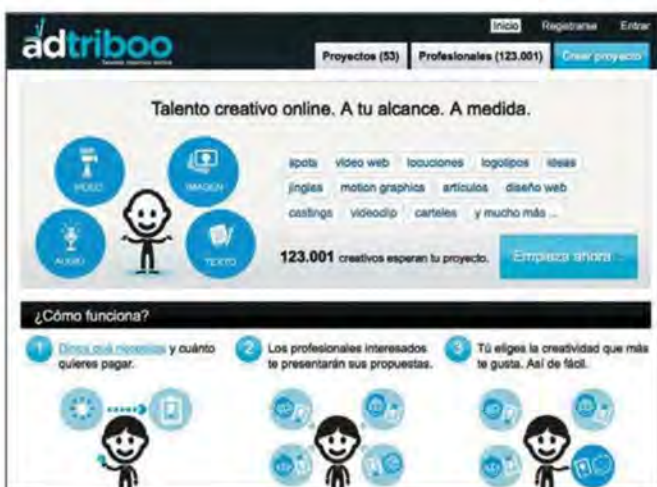 Inicio Registrarse Entrar
adtriboo
Proyectos (53) Profesionales (123.001) Crear proyecto
Talento creativo online. A tu alcance. A medida.
VIDEO IMAGEN
AUDIO TEXTO
spots video web locuciones logotipos ideas
jingles motion graphics artículos diseño web
castings videoclip carteles y mucho más ...
123.001 creativos esperan tu proyecto. Empieza ahora
¿Cómo funciona?
1 Dinos qué necesitas y cuánto
quieres pagar.
2 Los profesionales interesados
te presentarán sus propuestas.
3 Tú eliges la creatividad que más
te gusta. Así de fácil.